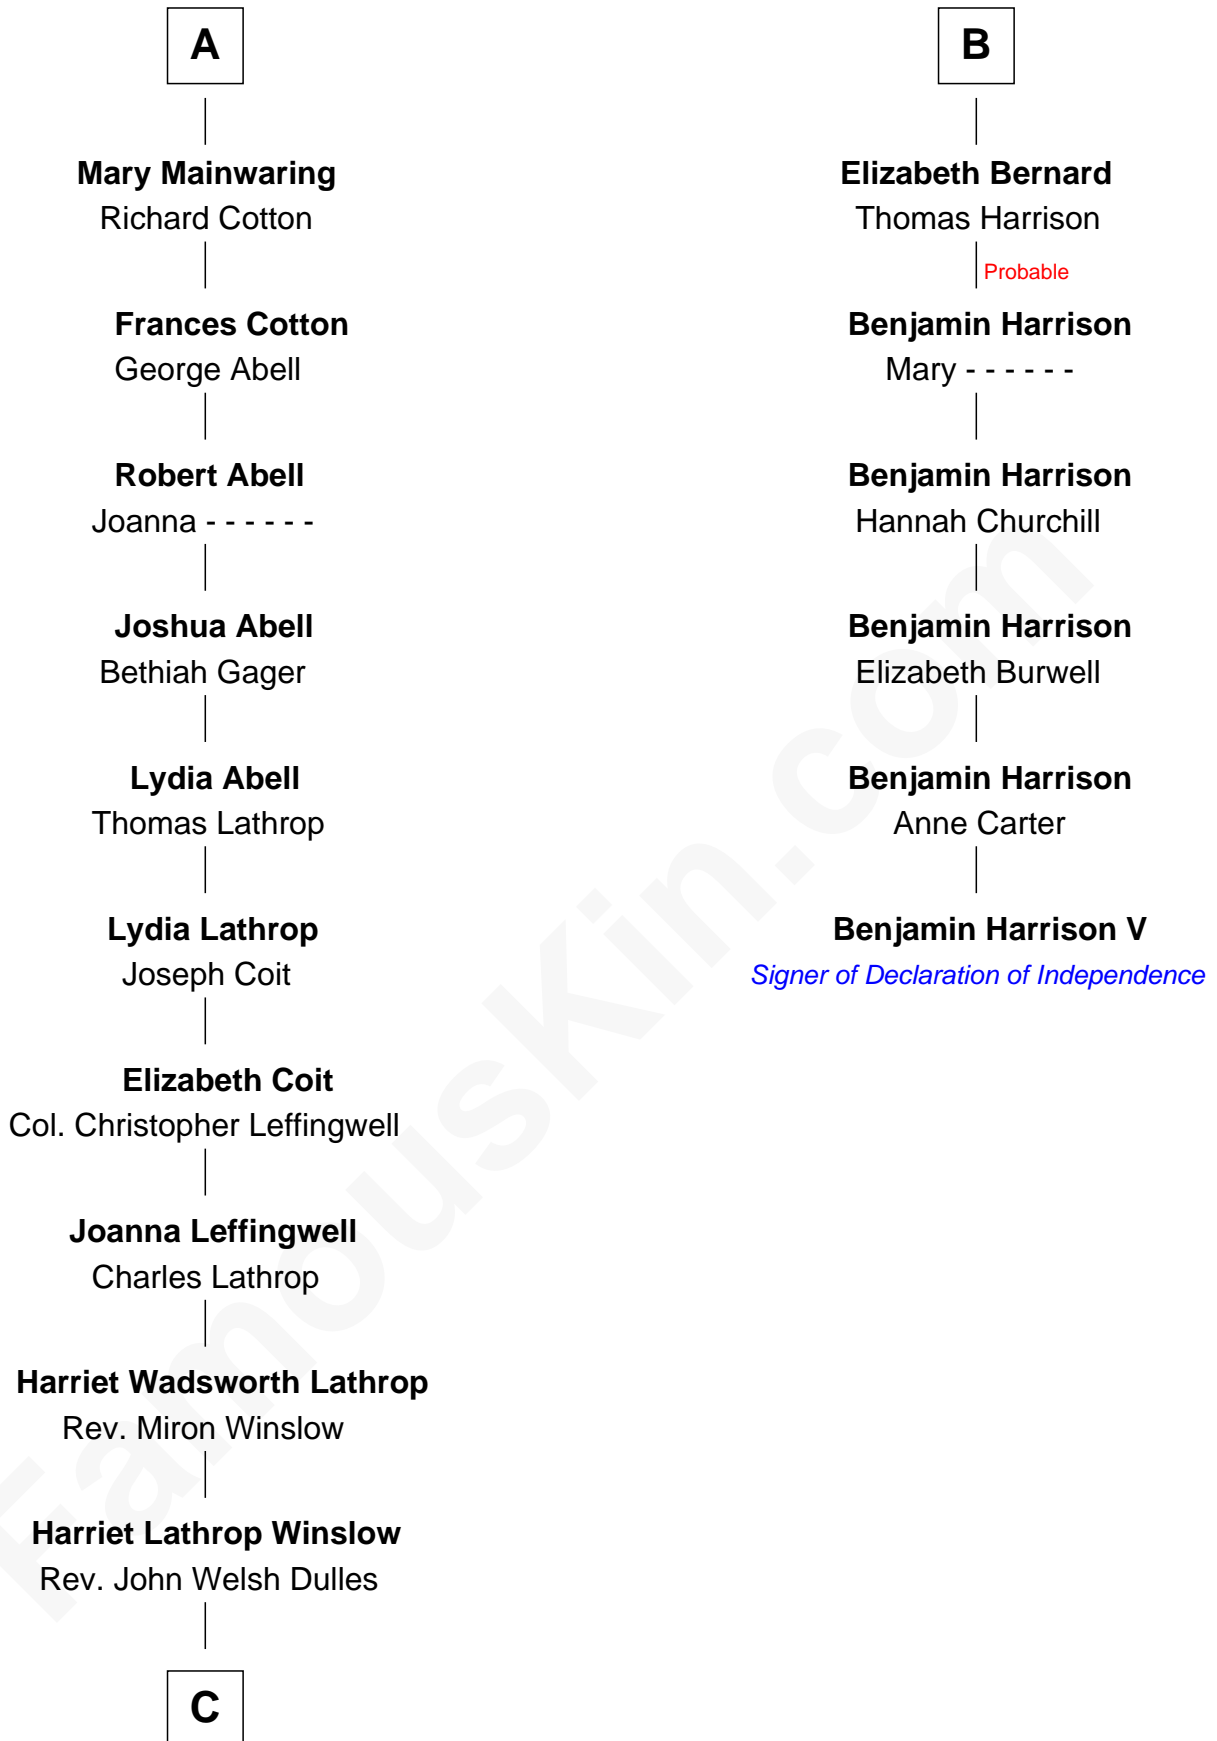 A
Mary Mainwaring
Richard Cotton
Frances Cotton
George Abell
Robert Abell
Joanna - - - - - -
Joshua Abell
Bethiah Gager
Lydia Abell
Thomas Lathrop
Lydia Lathrop
Joseph Coit
Elizabeth Coit
Col. Christopher Leffingwell
Joanna Leffingwell
Charles Lathrop
Harriet Wadsworth Lathrop
Rev. Miron Winslow
Harriet Lathrop Winslow
Rev. John Welsh Dulles
C
B
Elizabeth Bernard
Thomas Harrison
Probable
Benjamin Harrison
Mary - - - - - -
Benjamin Harrison
Hannah Churchill
Benjamin Harrison
Elizabeth Burwell
Benjamin Harrison
Anne Carter
Benjamin Harrison V
Signer of Declaration of Independence
FamousKin.com